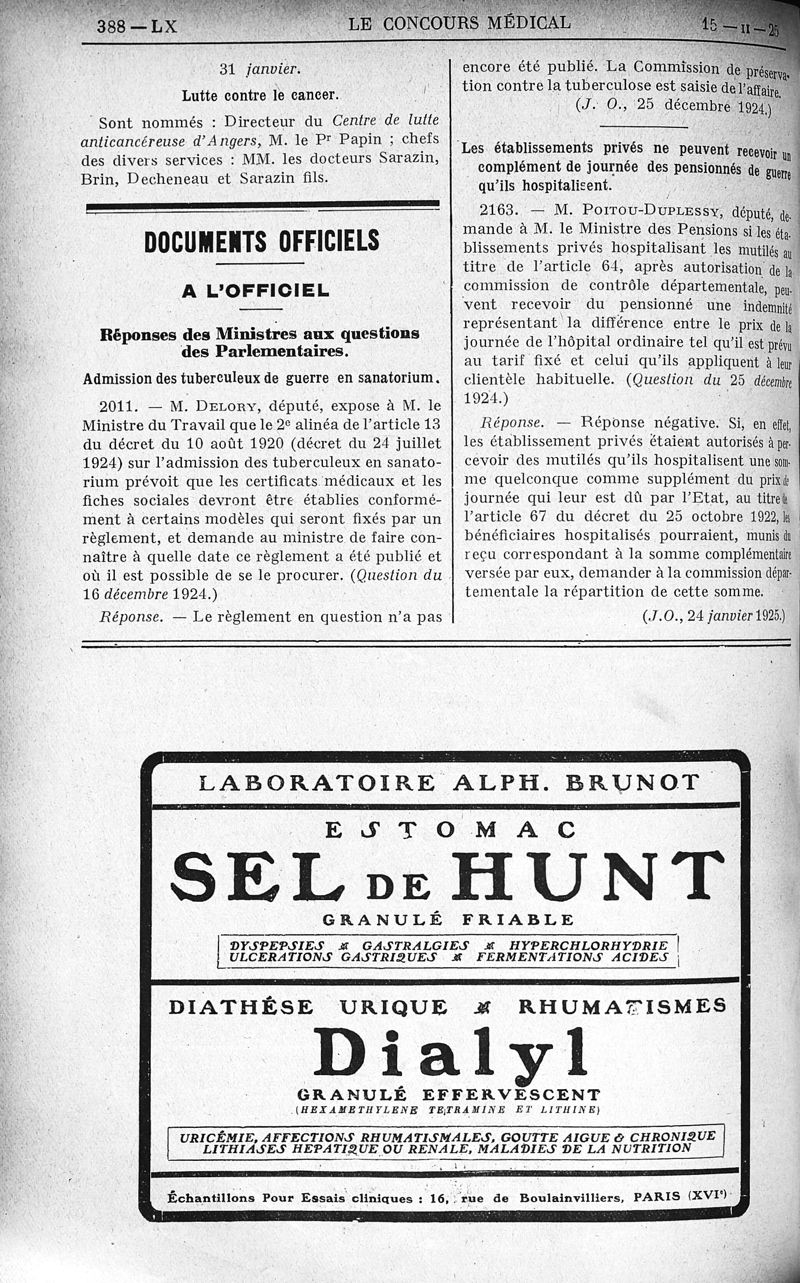 388 — LX
LE CONCOURS MÉDICAL
15 — II — 25
31 janvier.
Lutte contre le cancer.
Sont nommés : Directeur du Centre de lutte
anticancéreuse d'Angers, M. le Pr Papin ; chefs
des divers services : MM. les docteurs Sarazin,
Brin, Decheneau et Sarazin fils.
DOCUMENTS OFFICIELS
A L'OFFICIEL
Réponses des Ministres aux questions
des Parlementaires.
Admission des tuberculeux de guerre en sanatorium.
2011. — M. DELORY, député, expose à M. le
Ministre du Travail que le 2e alinéa de l'article 13
du décret du 10 août 1920 (décret du 24 juillet
1924) sur l'admission des tuberculeux en sanato-
rium prévoit que les certificats médicaux et les
fiches sociales devront être établies conformé-
ment à certains modèles qui seront fixés par un
règlement, et demande au ministre de faire con-
naître à quelle date ce règlement a été publié et
où il est possible de se le procurer. (Question du
16 décembre 1924.)
Réponse. — Le règlement en question n'a pas
encore été publié. La Commission de préserva-
tion contre la tuberculose est saisie de l'affaire.
(J. O., 25 décembre 1924.)
Les établissements privés ne peuvent recevoir un
complément de journée des pensionnés de guerre
qu'ils hospitalisent.
2163. — M. POITOU-DUPLESSY, député, de-
mande à M. le Ministre des Pensions si les éta-
blissements privés hospitalisant les mutilés au
titre de l'article 64, après autorisation de la
commission de contrôle départementale, peu-
vent recevoir du pensionné une indemnité
représentant la différence entre le prix de la
journée de l'hôpital ordinaire tel qu'il est prévu
au tarif fixé et celui qu'ils appliquent à leur
clientèle habituelle. (Question du 25 décembre
1924.)
Réponse. — Réponse négative. Si, en effet,
les établissement privés étaient autorisés à per-
cevoir des mutilés qu'ils hospitalisent une som-
me quelconque comme supplément du prix de
journée qui leur est dû par l'Etat, au titre de
l'article 67 du décret du 25 octobre 1922, les
bénéficiaires hospitalisés pourraient, munis du
reçu correspondant à la somme complémentaire
versée par eux, demander à la commission dépar-
tementale la répartition de cette somme.
(J.O., 24 janvier 1925.)
LABORATOIRE ALPH. BRUNOT
ESTOMAC
SEL DE HUNT
GRANULÉ FRIABLE
DYSPEPSIES GASTRALGIES HYPERCHLORHYDRIE
ULCERATIONS GASTRIQUES FERMENTATIONS ACIDES
DIATHÉSE URIQUE RHUMATISMES
Dialyl
GRANULÉ EFFERVESCENT
(HEXAMETHYLENE TETRAMINE ET LITHINE)
URICÉMIE, AFFECTIONS RHUMATISMALES, GOUTTE AIGUE & CHRONIQUE
LITHIASES HEPATIQUE OU RENALE, MALADIES DE LA NUTRITION
Échantillons Pour Essais cliniques : 16, rue de Boulainvilliers, PARIS (XVIe)